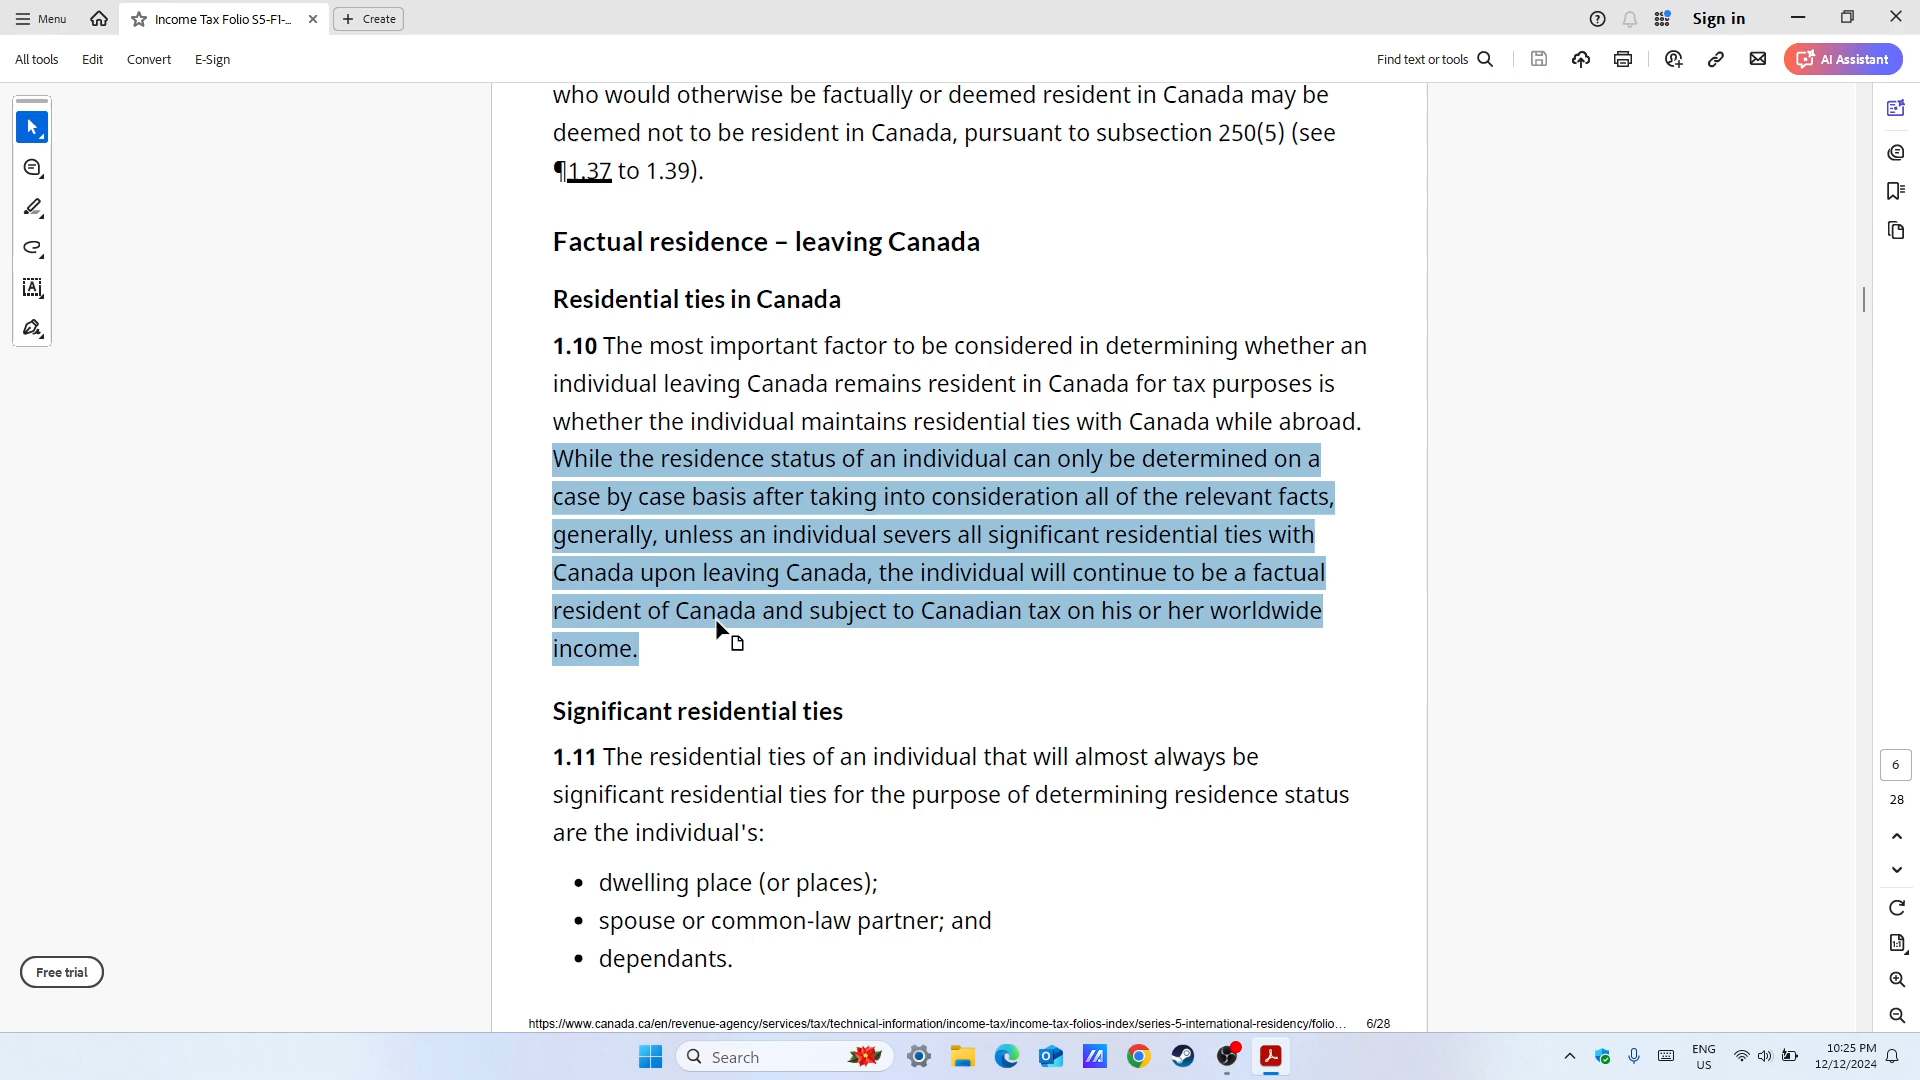 Menu
Income Tax Folio S5-F1-...
Create
Sign in
All tools
Edit
Convert
E-Sign
Find text or tools
AI Assistant
who would otherwise be factually or deemed resident in Canada may be
deemed not to be resident in Canada, pursuant to subsection 250(5) (see
¶1.37 to 1.39).
Factual residence – leaving Canada
Residential ties in Canada
1.10 The most important factor to be considered in determining whether an
individual leaving Canada remains resident in Canada for tax purposes is
whether the individual maintains residential ties with Canada while abroad.
While the residence status of an individual can only be determined on a
case by case basis after taking into consideration all of the relevant facts,
generally, unless an individual severs all significant residential ties with
Canada upon leaving Canada, the individual will continue to be a factual
resident of Canada and subject to Canadian tax on his or her worldwide
income.
Significant residential ties
1.11 The residential ties of an individual that will almost always be
significant residential ties for the purpose of determining residence status
are the individual's:
• dwelling place (or places);
• spouse or common-law partner; and
• dependants.
https://www.canada.ca/en/revenue-agency/services/tax/technical-information/income-tax/income-tax-folios-index/series-5-international-residency/folio... 6/28
6
28
Free trial
Search
ENG
US
10:25 PM
12/12/2024